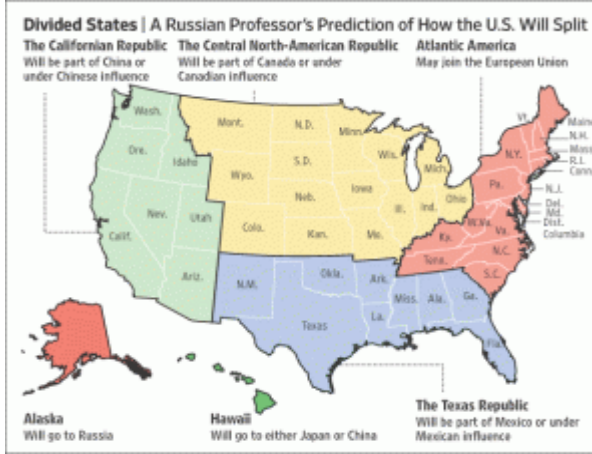 Divided States | A Russian Professor's Prediction of How the U.S. Will Split
The Californian Republic
Will be part of China or
under Chinese influence
The Central North-American Republic
Will be part of Canada or under
Canadian influence
Atlantic America
May join the European Union
Wash.
Mont.
N.D.
Minn.
Vt.
Maine
N.H.
Mass
R.I.
Conn
Ore.
Idaho
S.D.
Wis.
Mich.
N.Y.
Wyo.
Iowa
Pa.
N.J.
Neb.
Ill.
Ind.
Ohio
Del.
Md.
Dist.
Columbia
Nev.
Utah
W.Va.
Va.
Calif.
Colo.
Kan.
Mo.
Ky.
N.C.
Tenn.
Ariz.
N.M.
Okla.
Ark.
S.C.
Miss.
Ala.
Ga.
Texas
La.
Fla.
Alaska
Will go to Russia
Hawaii
Will go to either Japan or China
The Texas Republic
Will be part of Mexico or under
Mexican influence